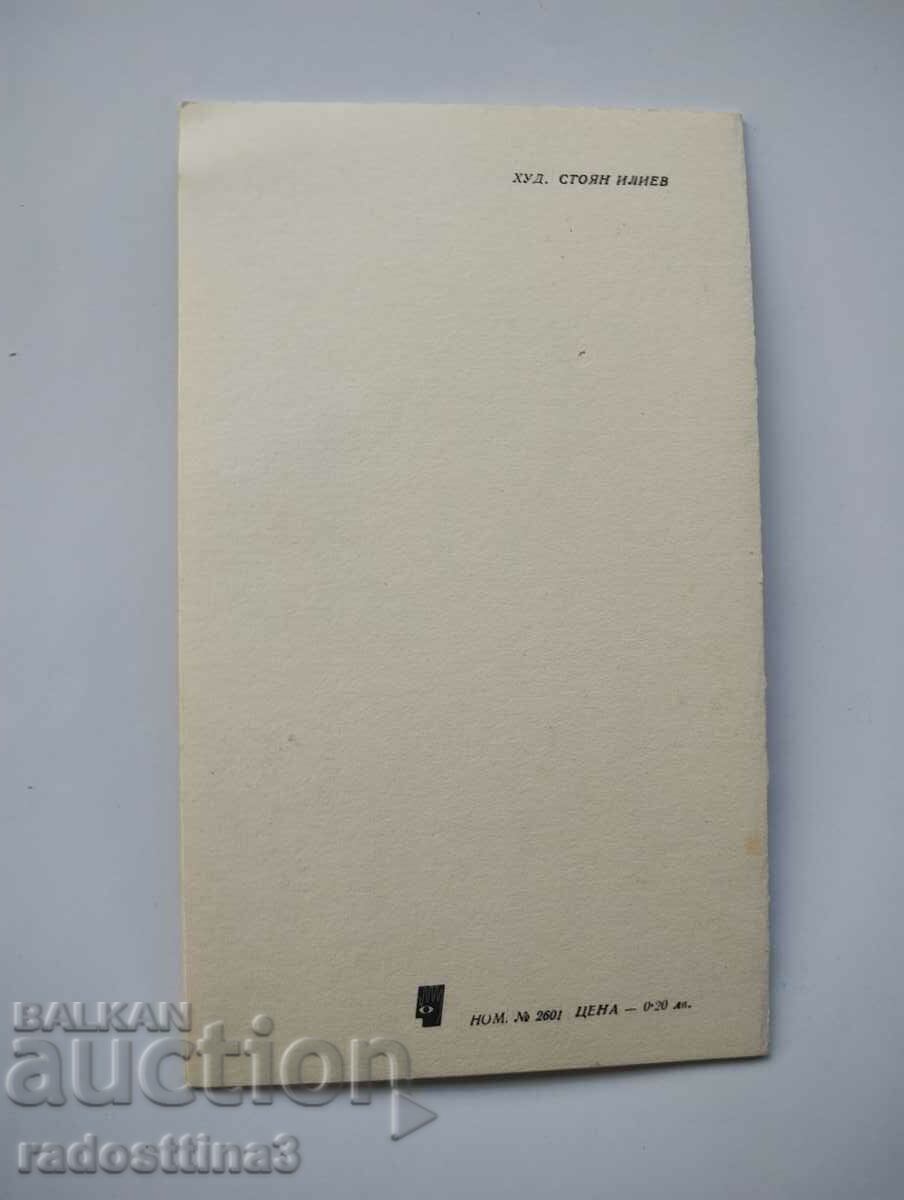 ХУД. СТОЯН ИЛИЕВ
НОМ. № 2601 ЦЕНА — 0·20 лв.
BALKAN
auction
radosttina3